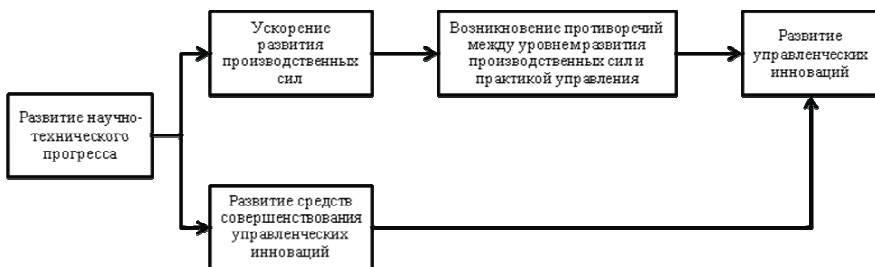 Ускорение
развития
производственных
сил
Возникновение противоречий
между уровнем развития
производственных сил и
практикой управления
Развитие
управленческих
инноваций
Развитие научно-
технического
прогресса
Развитие средств
совершенствования
управленческих
инноваций